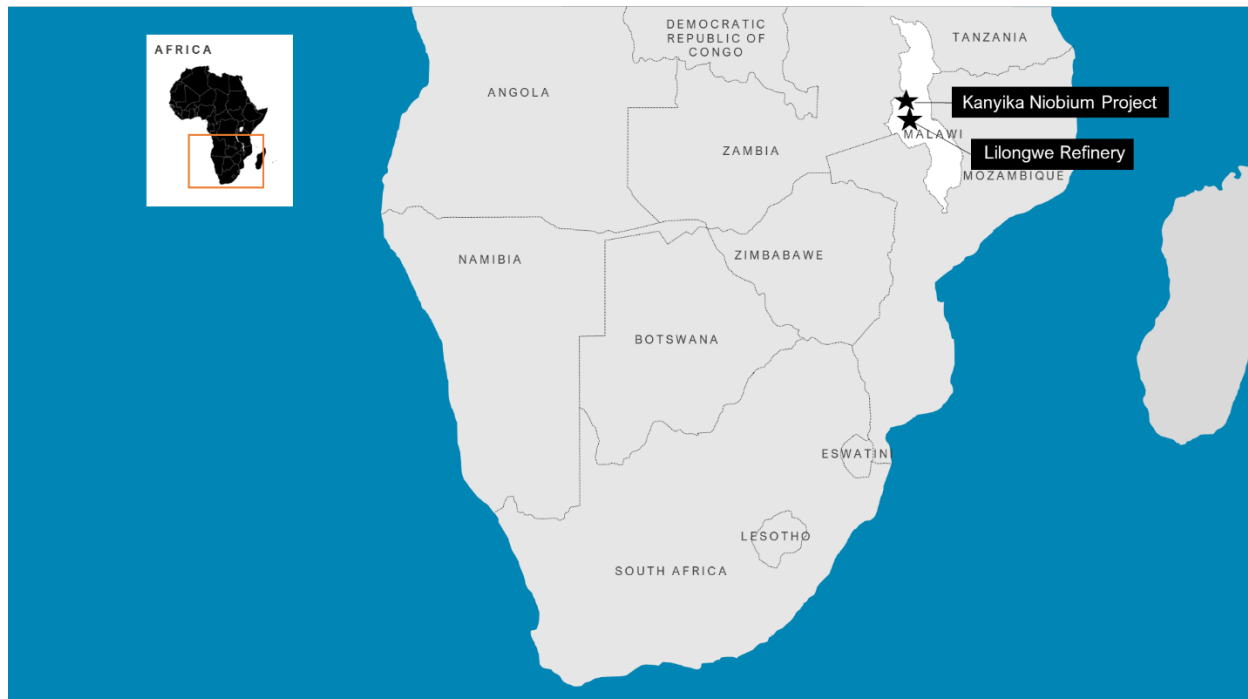 AFRICA
DEMOCRATIC
REPUBLIC OF
CONGO
TANZANIA
ANGOLA
Kanyika Niobium Project
MALAWI
ZAMBIA
Lilongwe Refinery
MOZAMBIQUE
NAMIBIA
ZIMBABWE
BOTSWANA
ESWATINI
LESOTHO
SOUTH AFRICA